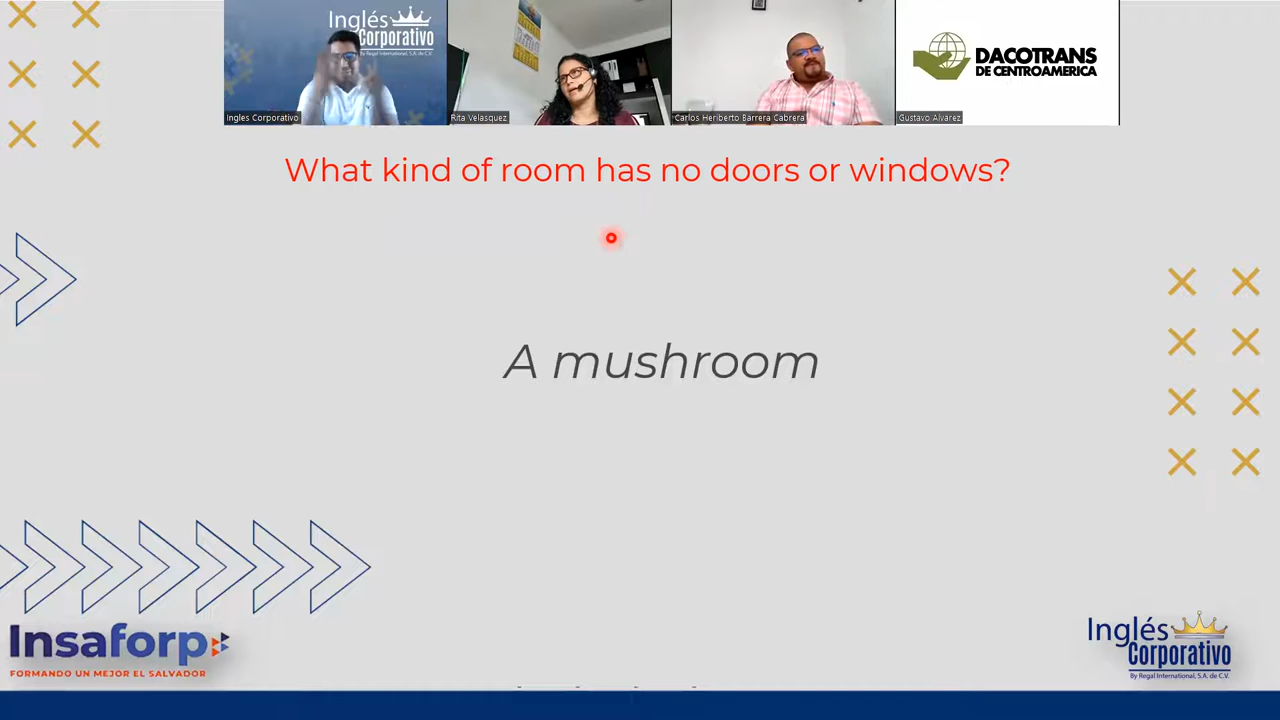 Inglés
Corporativo
By Regal International, S.A. de C.V.
DACOTRANS
DE CENTROAMERICA
Ingles Corporativo
Rita Velasquez
Carlos Heriberto Barrera Cabrera
Gustavo Alvarez
What kind of room has no doors or windows?
A mushroom
Insaforp
FORMANDO UN MEJOR EL SALVADOR
Inglés
Corporativo
By Regal International, S.A. de C.V.